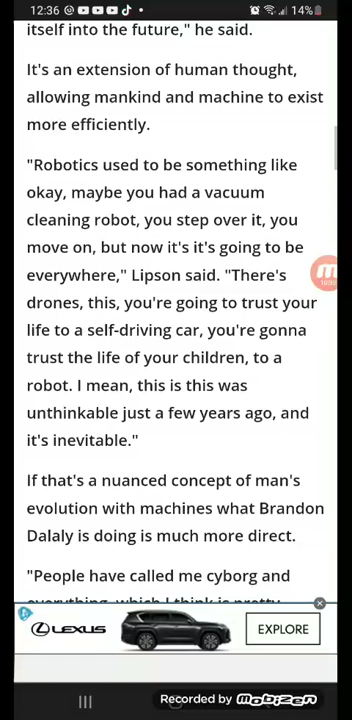 12:36
14%
itself into the future," he said.
It's an extension of human thought,
allowing mankind and machine to exist
more efficiently.
"Robotics used to be something like
okay, maybe you had a vacuum
cleaning robot, you step over it, you
move on, but now it's it's going to be
everywhere," Lipson said. "There's
drones, this, you're going to trust your
life to a self-driving car, you're gonna
trust the life of your children, to a
robot. I mean, this is this was
unthinkable just a few years ago, and
it's inevitable."
If that's a nuanced concept of man's
evolution with machines what Brandon
Dalaly is doing is much more direct.
"People have called me cyborg and
everything, which I think is pretty
LEXUS
EXPLORE
Recorded by mobizen